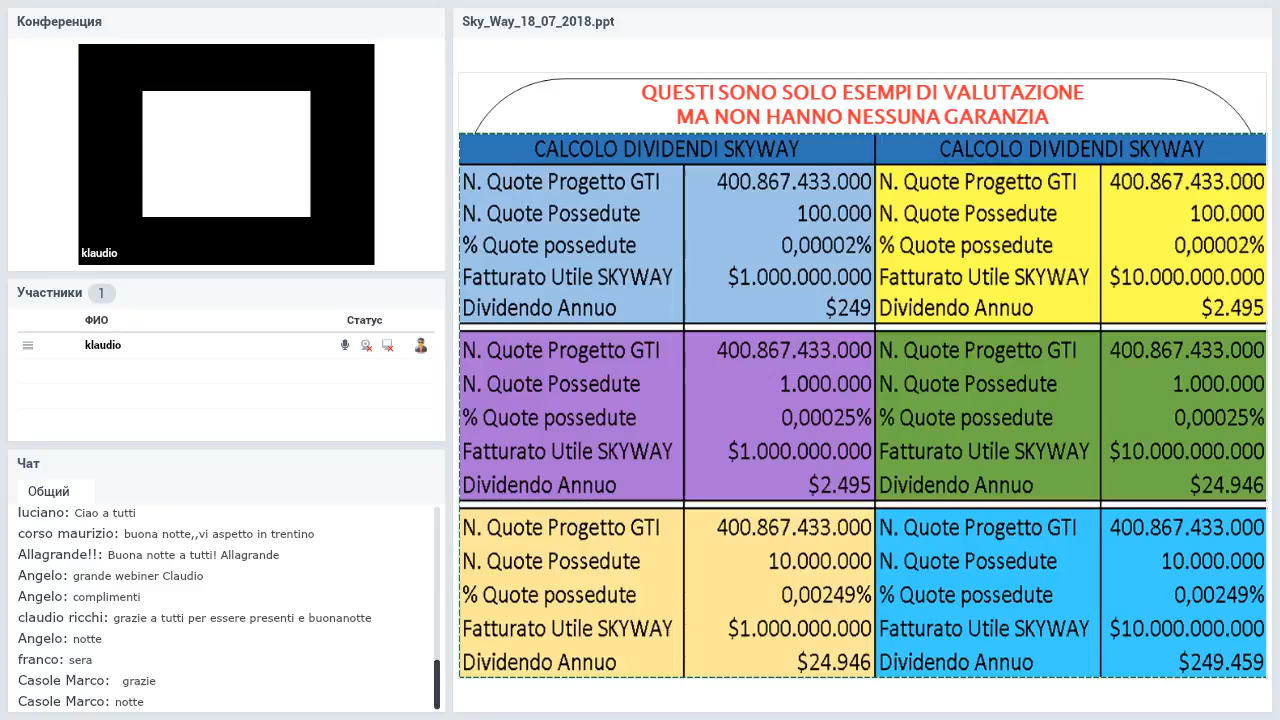 Конференция
klaudio
Участники 1
ФИО Статус
klaudio
Чат
Общий
luciano: Ciao a tutti
corso maurizio: buona notte,,vi aspetto in trentino
Allagrande!!: Buona notte a tutti! Allagrande
Angelo: grande webiner Claudio
Angelo: complimenti
claudio ricchi: grazie a tutti per essere presenti e buonanotte
Angelo: notte
franco: sera
Casole Marco: grazie
Casole Marco: notte
Sky_Way_18_07_2018.ppt
QUESTI SONO SOLO ESEMPI DI VALUTAZIONE
MA NON HANNO NESSUNA GARANZIA
CALCOLO DIVIDENDI SKYWAY CALCOLO DIVIDENDI SKYWAY
N. Quote Progetto GTI 400.867.433.000 N. Quote Progetto GTI 400.867.433.000
N. Quote Possedute 100.000 N. Quote Possedute 100.000
% Quote possedute 0,00002% % Quote possedute 0,00002%
Fatturato Utile SKYWAY $1.000.000.000 Fatturato Utile SKYWAY $10.000.000.000
Dividendo Annuo $249 Dividendo Annuo $2.495
N. Quote Progetto GTI 400.867.433.000 N. Quote Progetto GTI 400.867.433.000
N. Quote Possedute 1.000.000 N. Quote Possedute 1.000.000
% Quote possedute 0,00025% % Quote possedute 0,00025%
Fatturato Utile SKYWAY $1.000.000.000 Fatturato Utile SKYWAY $10.000.000.000
Dividendo Annuo $2.495 Dividendo Annuo $24.946
N. Quote Progetto GTI 400.867.433.000 N. Quote Progetto GTI 400.867.433.000
N. Quote Possedute 10.000.000 N. Quote Possedute 10.000.000
% Quote possedute 0,00249% % Quote possedute 0,00249%
Fatturato Utile SKYWAY $1.000.000.000 Fatturato Utile SKYWAY $10.000.000.000
Dividendo Annuo $24.946 Dividendo Annuo $249.459